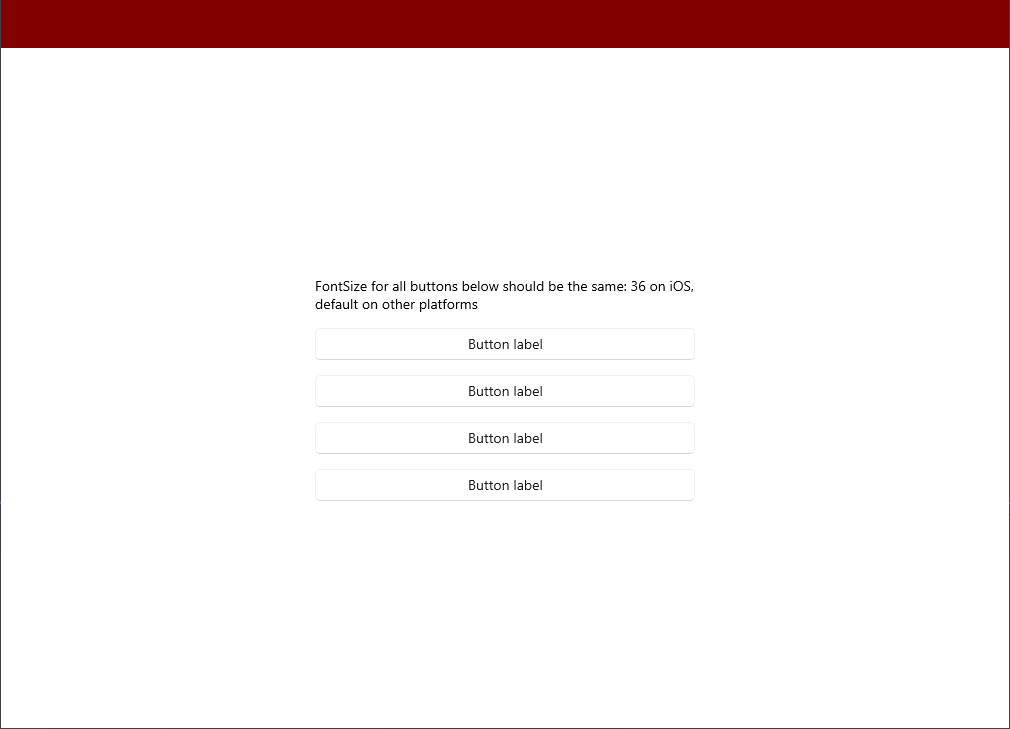 FontSize for all buttons below should be the same: 36 on iOS,
default on other platforms
Button label
Button label
Button label
Button label